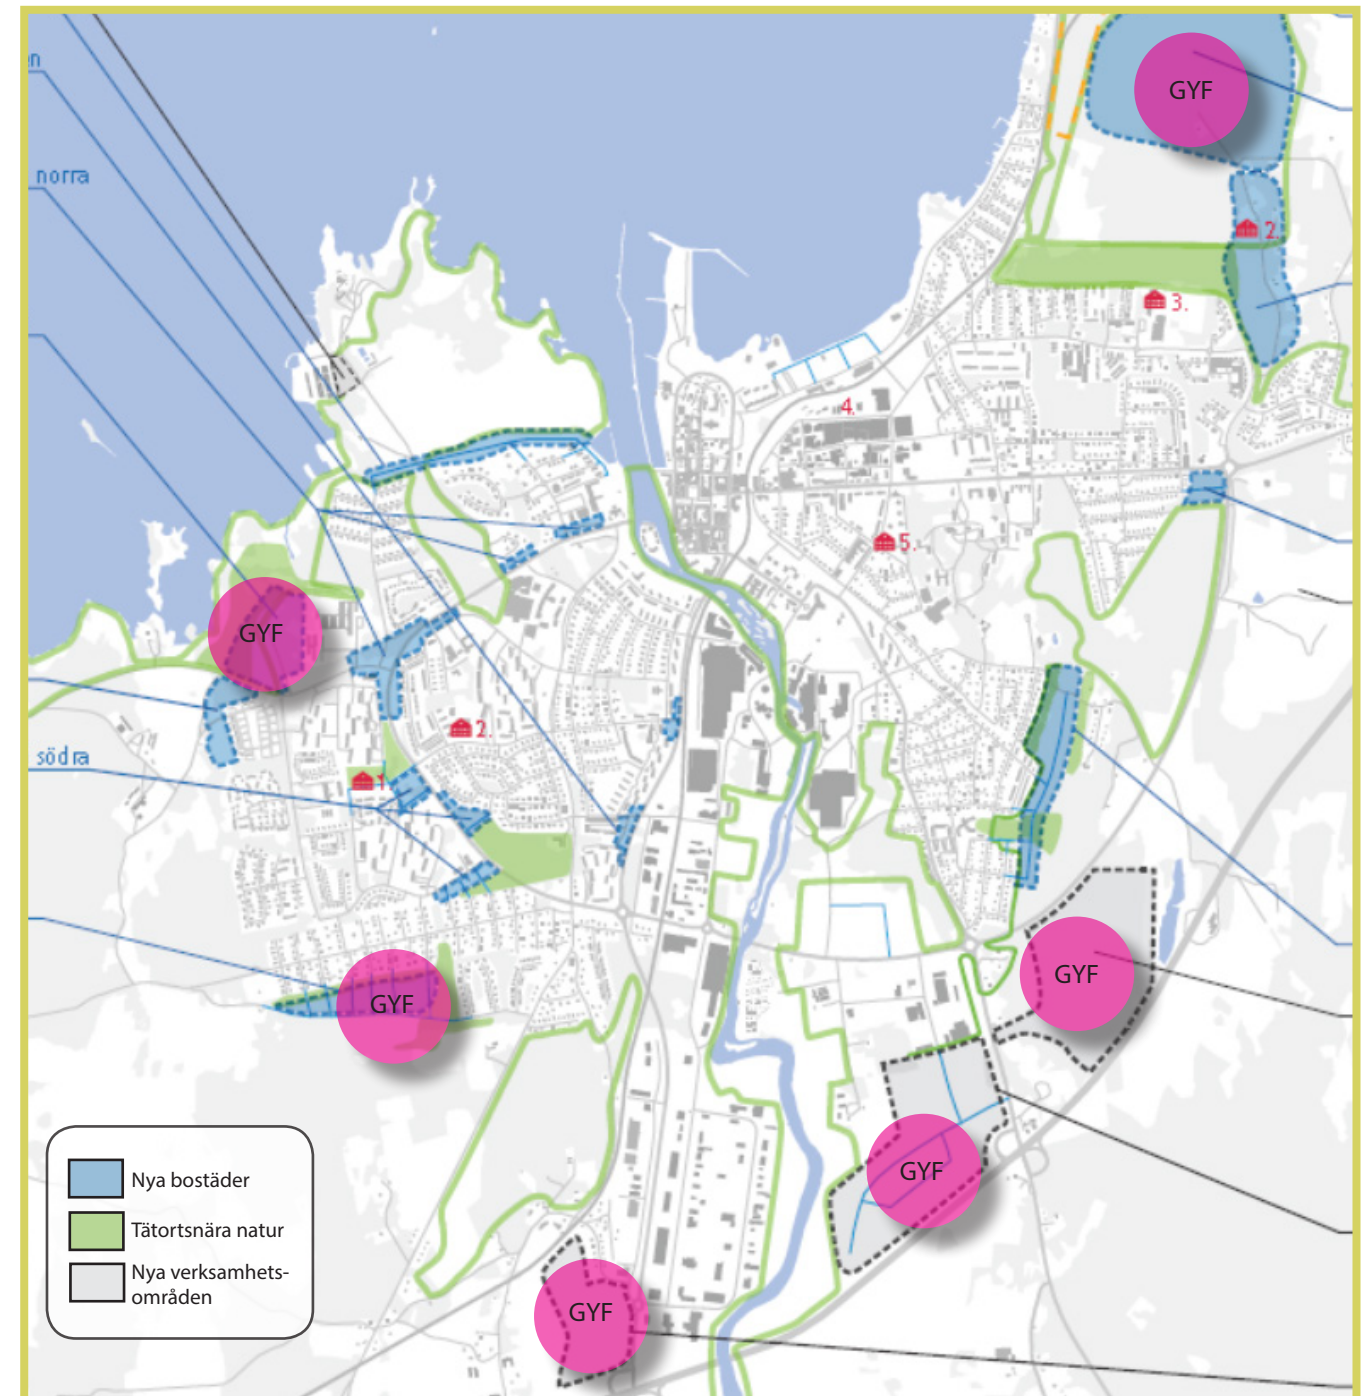 GYF
n
norra
2.
3.
4.
5.
GYF
2.
södra
1
GYF
GYF
GYF
GYF
Nya bostäder
Tätortsnära natur
Nya verksamhets-
områden